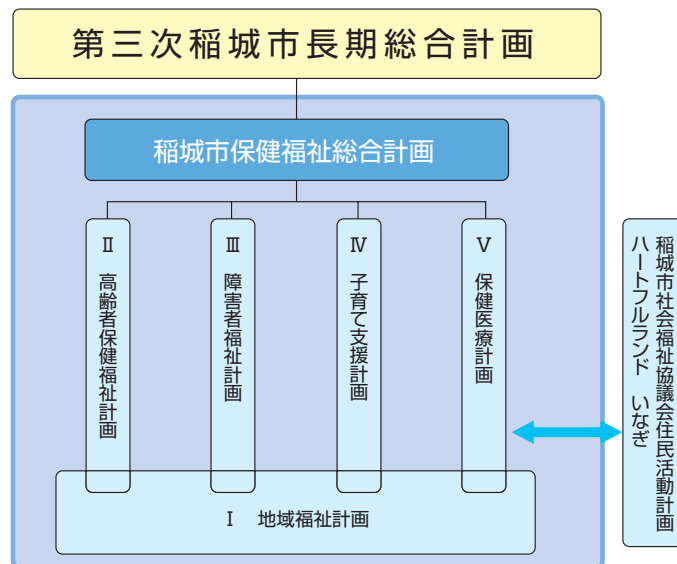 第三次稲城市長期総合計画
稲城市保健福祉総合計画
Ⅱ 高齢者保健福祉計画
Ⅲ 障害者福祉計画
Ⅳ 子育て支援計画
Ⅴ 保健医療計画
稲城市社会福祉協議会住民活動計画
ハートフルランド いなぎ
Ⅰ 地域福祉計画